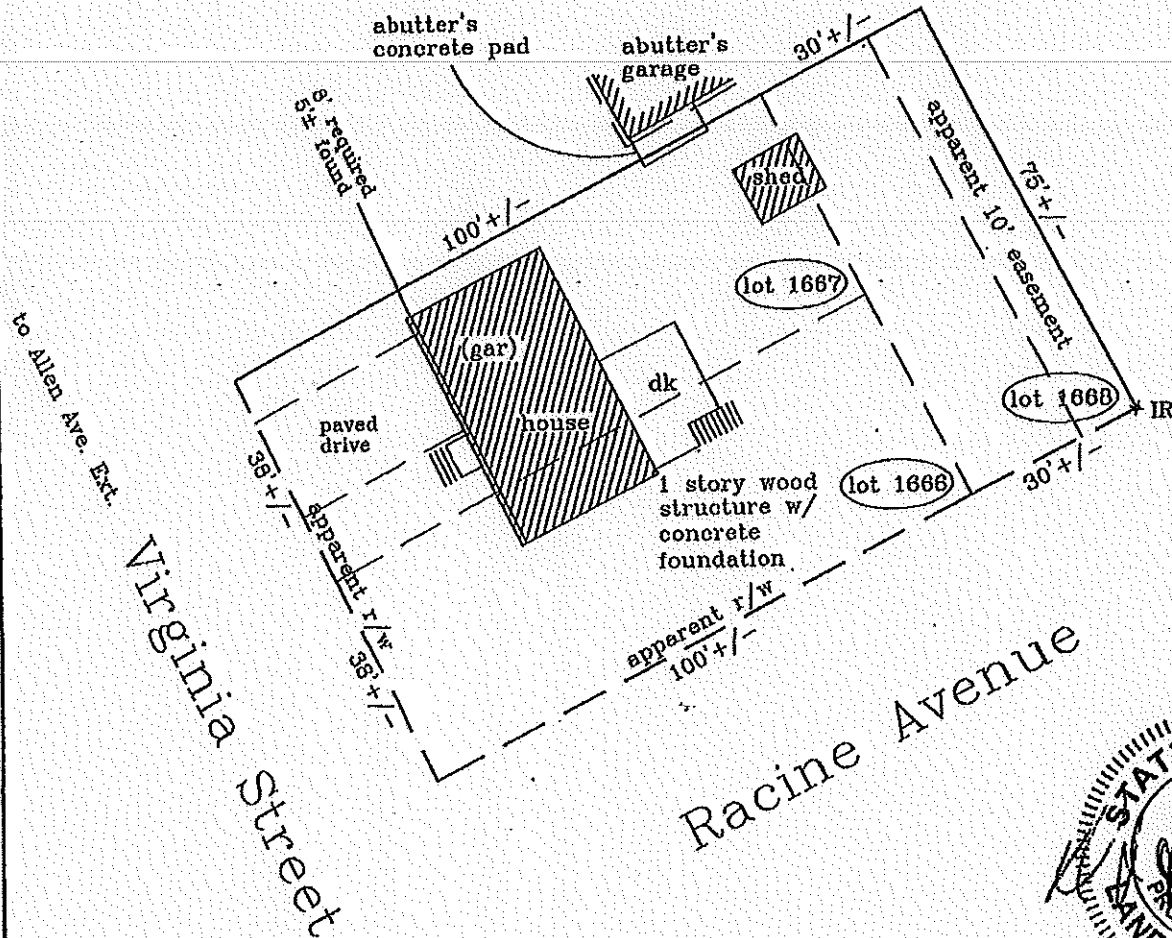 abutter's
concrete pad
abutter's
garage
30'+/-
8' required
5'± found
shed
apparent 10' easement
75'+/-
100'+/-
lot 1667
(gar)
dk
to Allen Ave. Ext.
paved
drive
house
lot 1668
IR
38'+/-
1 story wood
structure w/
concrete
foundation
lot 1666
30'+/-
apparent r/w
38'+/-
apparent r/w
100'+/-
Virginia Street
Racine Avenue
STAT
LAND